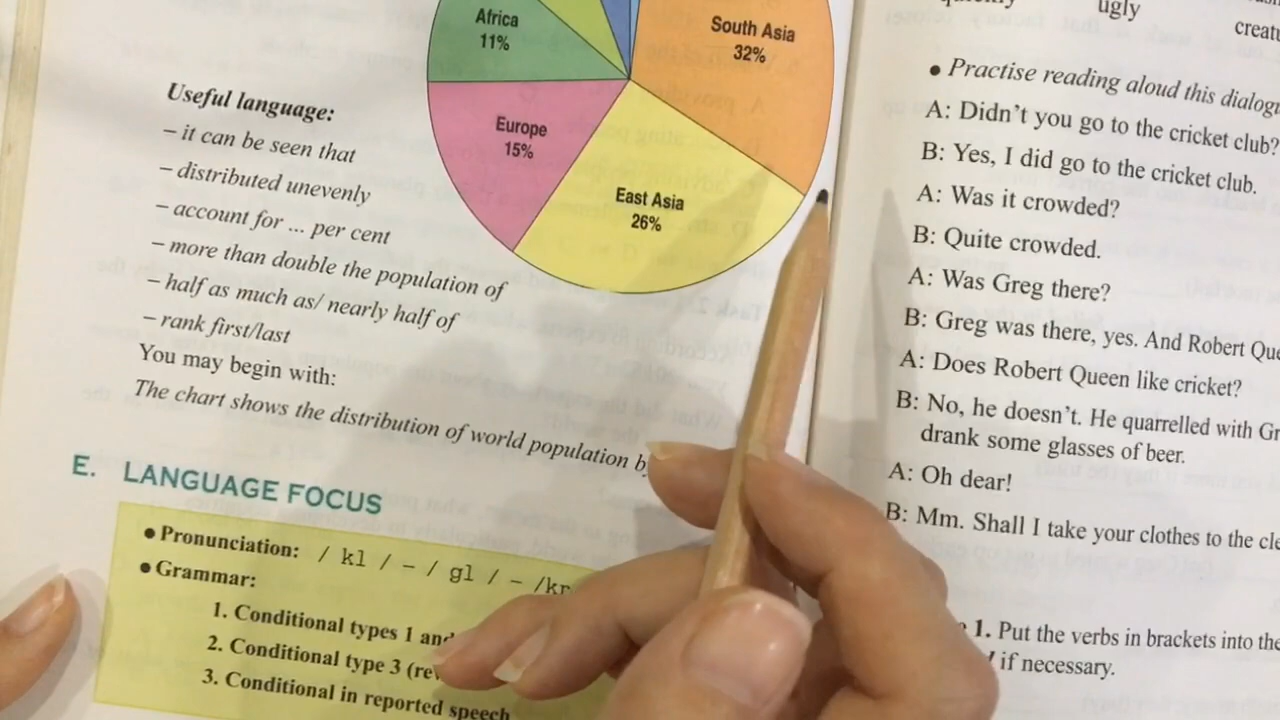 Africa
11%
South Asia
32%
Europe
15%
East Asia
26%
Useful language:
– it can be seen that
– distributed unevenly
– account for ... per cent
– more than double the population of
– half as much as/ nearly half of
– rank first/last
You may begin with:
The chart shows the distribution of world population
E. LANGUAGE FOCUS
• Pronunciation: / kl / – / gl / – /kr
• Grammar:
1. Conditional types 1 and
2. Conditional type 3 (rev
3. Conditional in reported speech
ugly
• Practise reading aloud this dialog
A: Didn't you go to the cricket club?
B: Yes, I did go to the cricket club.
A: Was it crowded?
B: Quite crowded.
A: Was Greg there?
B: Greg was there, yes. And Robert Que
A: Does Robert Queen like cricket?
B: No, he doesn't. He quarrelled with Gr
drank some glasses of beer.
A: Oh dear!
B: Mm. Shall I take your clothes to the cle
1. Put the verbs in brackets into the
if necessary.